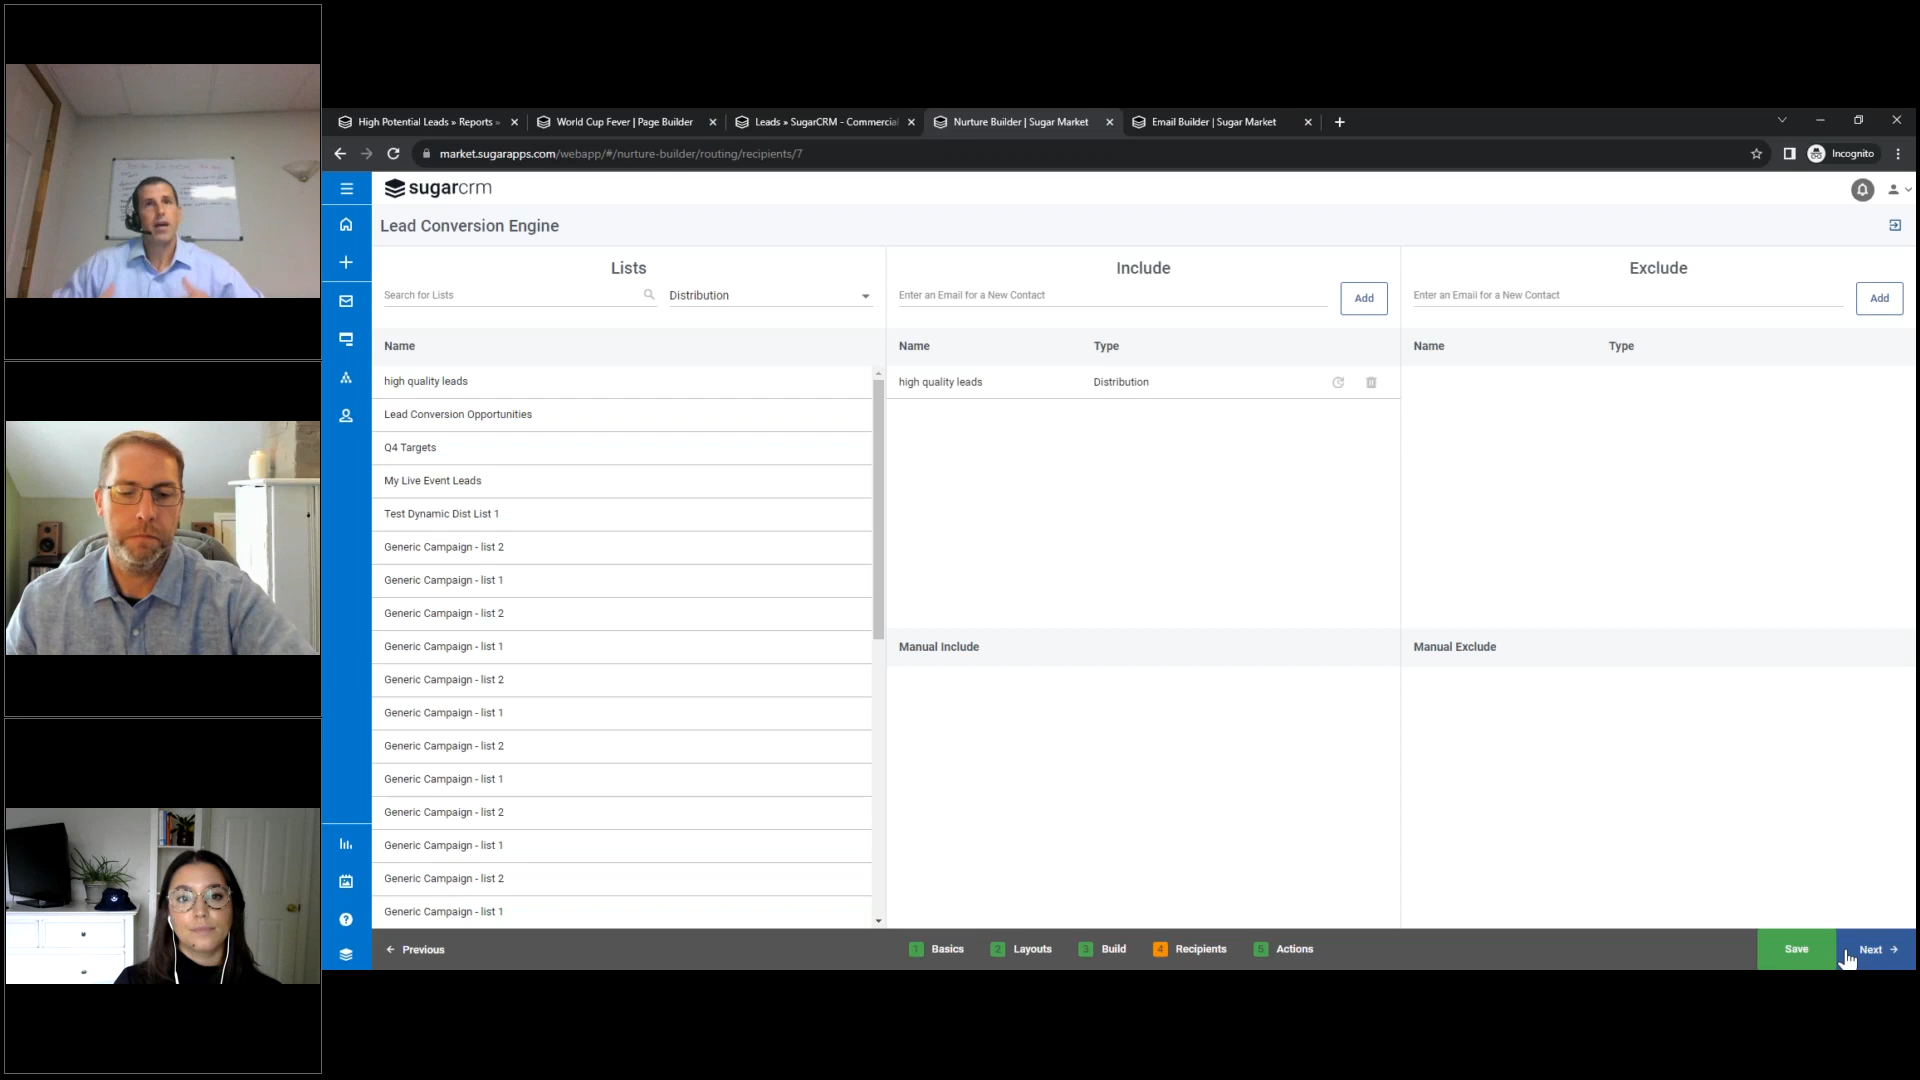 High Potential Leads » Reports »
World Cup Fever | Page Builder
Leads » SugarCRM - Commercial
Nurture Builder | Sugar Market
Email Builder | Sugar Market
market.sugarapps.com/webapp/#/nurture-builder/routing/recipients/7
Incognito
sugarcrm
Lead Conversion Engine
Lists
Include
Exclude
Search for Lists
Distribution
Enter an Email for a New Contact
Add
Enter an Email for a New Contact
Add
Name
Name
Type
Name
Type
high quality leads
high quality leads
Distribution
Lead Conversion Opportunities
Q4 Targets
My Live Event Leads
Test Dynamic Dist List 1
Generic Campaign - list 2
Generic Campaign - list 1
Generic Campaign - list 2
Generic Campaign - list 1
Manual Include
Manual Exclude
Generic Campaign - list 2
Generic Campaign - list 1
Generic Campaign - list 2
Generic Campaign - list 1
Generic Campaign - list 2
Generic Campaign - list 1
Generic Campaign - list 2
Generic Campaign - list 1
Previous
1 Basics
2 Layouts
3 Build
4 Recipients
5 Actions
Save
Next